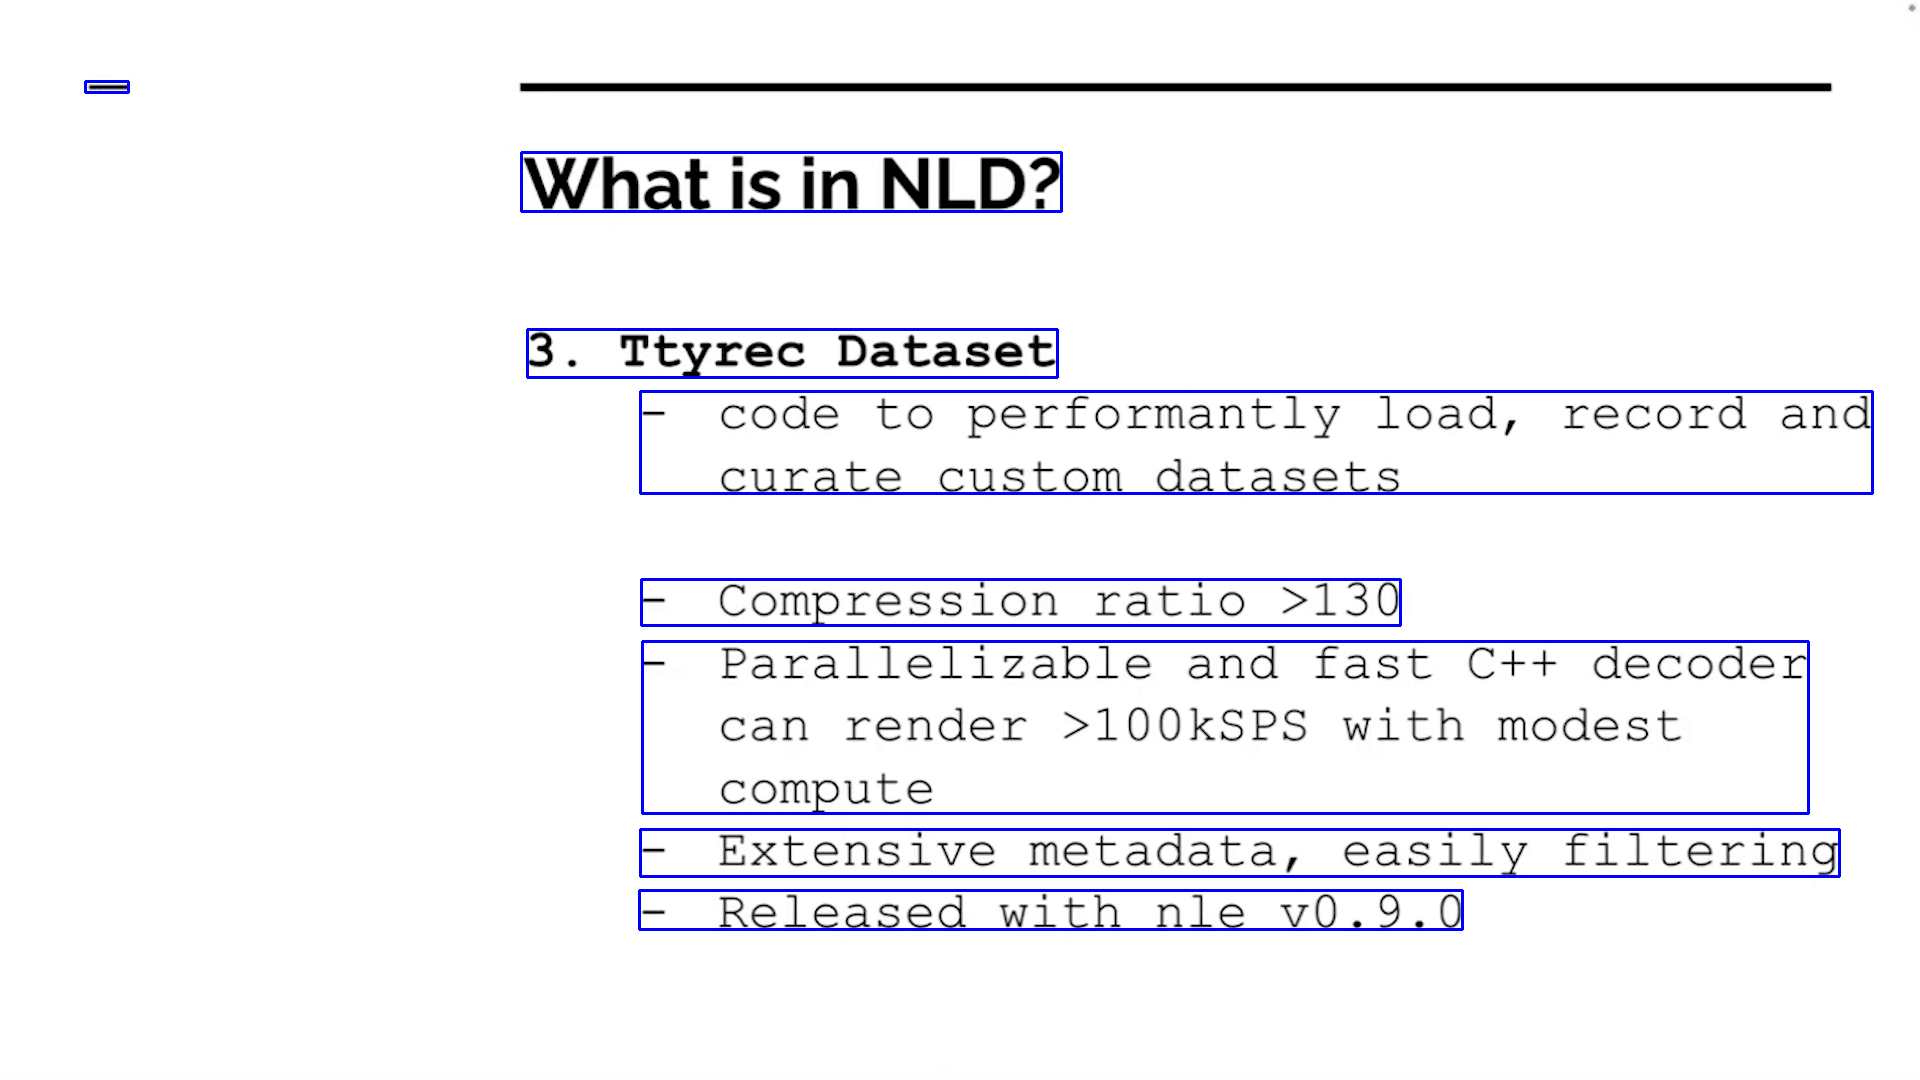 What is in NLD?
3. Ttyrec Dataset
- code to performantly load, record and
curate custom datasets
- Compression ratio >130
- Parallelizable and fast C++ decoder
can render >100kSPS with modest
compute
- Extensive metadata, easily filtering
- Released with nle v0.9.0